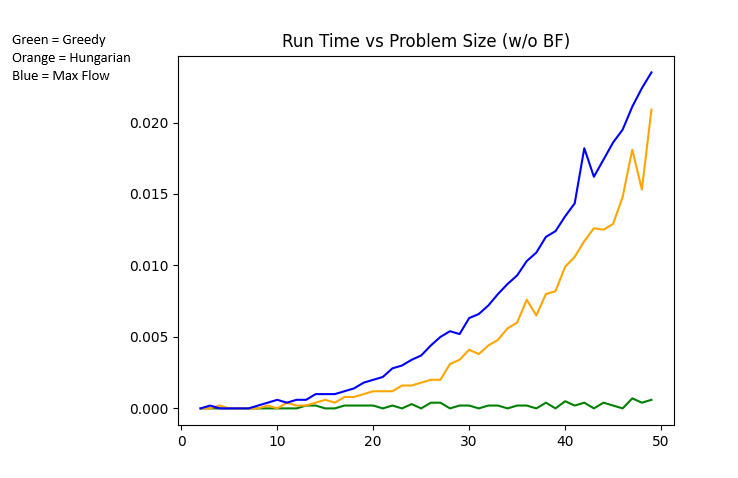 Green = Greedy
Orange = Hungarian
Blue = Max Flow
Run Time vs Problem Size (w/o BF)
0.020
0.015
0.010
0.005
0.000
0 10 20 30 40 50